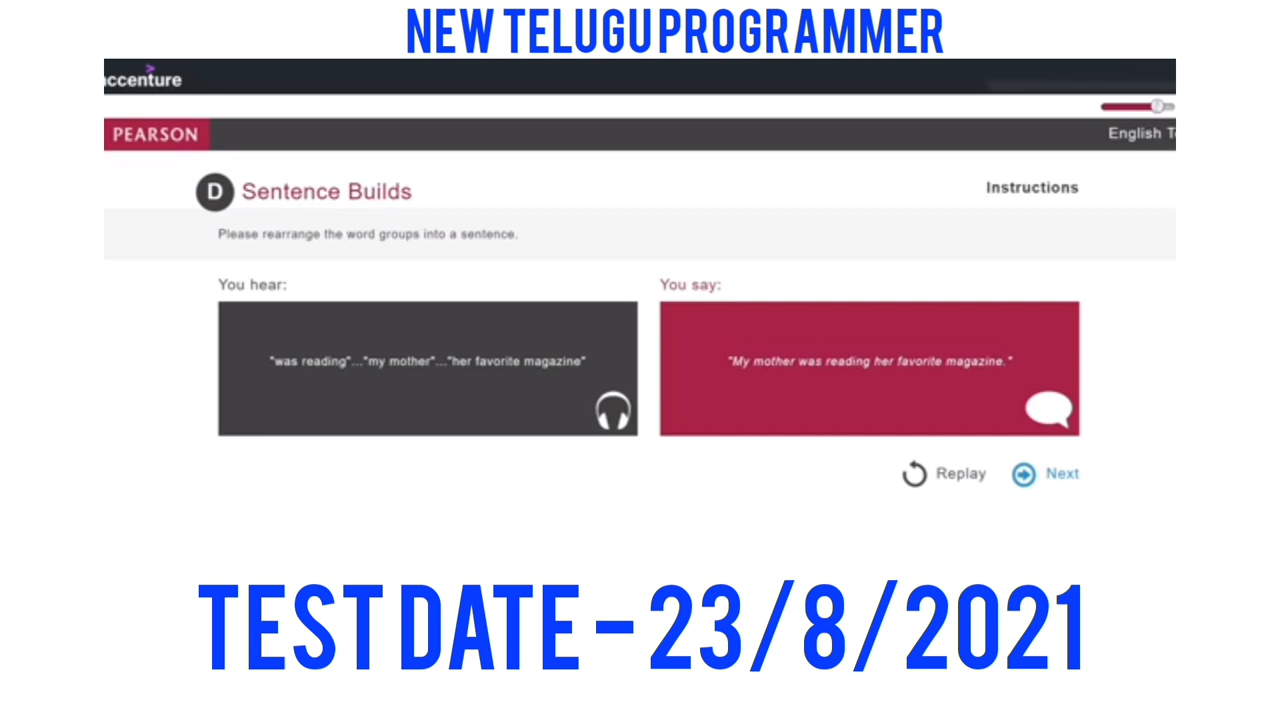 NEW TELUGU PROGRAMMER
accenture
PEARSON
English T
D Sentence Builds
Instructions
Please rearrange the word groups into a sentence.
You hear:
You say:
"was reading"..."my mother"..."her favorite magazine"
"My mother was reading her favorite magazine."
Replay
Next
TEST DATE - 23/8/2021